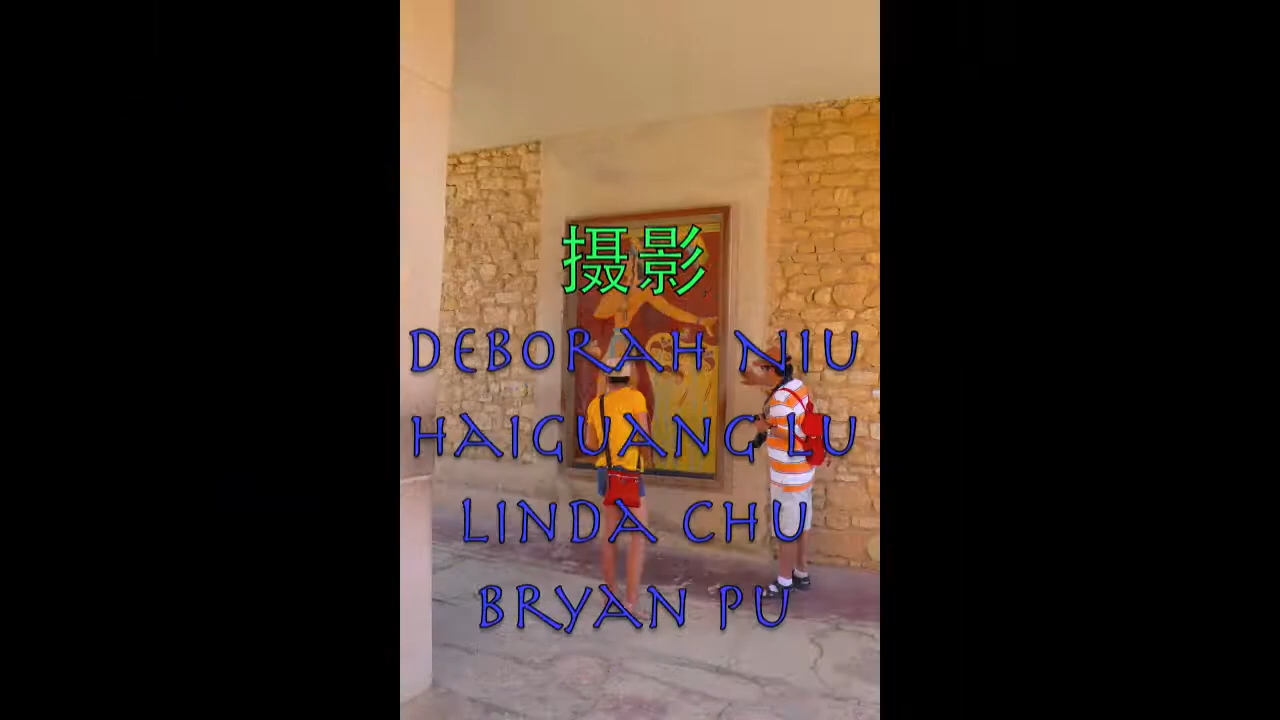 摄影
DEBORAH NIU
HAIGUANG LU
LINDA CHU
BRYAN PU